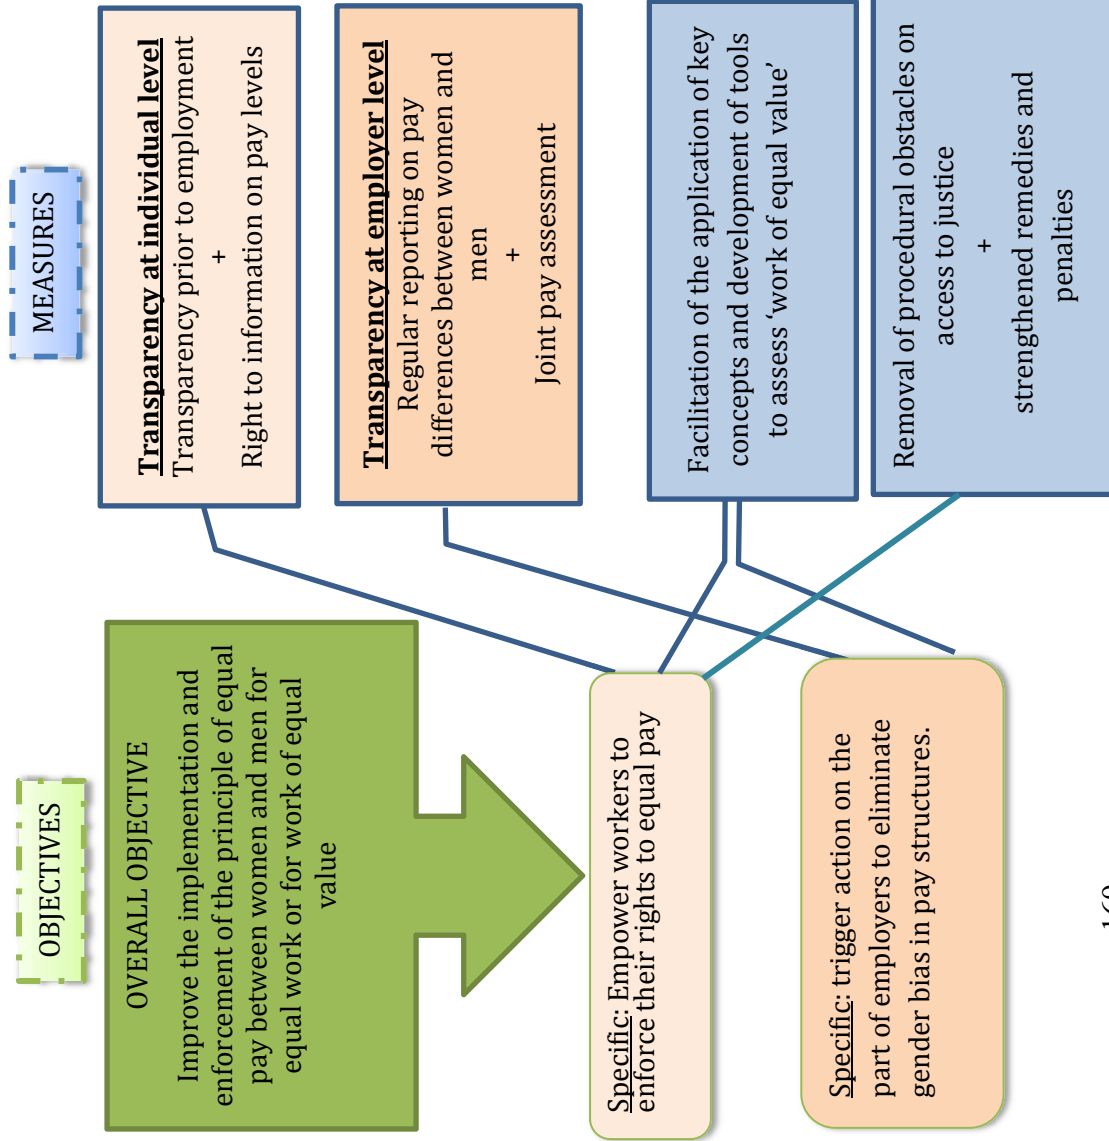 OBJECTIVES
OVERALL OBJECTIVE
Improve the implementation and
enforcement of the principle of equal
pay between women and men for
equal work or for work of equal
value
Specific: Empower workers to
enforce their rights to equal pay
Specific: trigger action on the
part of employers to eliminate
gender bias in pay structures.
MEASURES
Transparency at individual level
Transparency prior to employment
+
Right to information on pay levels
Transparency at employer level
Regular reporting on pay
differences between women and
men
+
Joint pay assessment
Facilitation of the application of key
concepts and development of tools
to assess ‘work of equal value’
Removal of procedural obstacles on
access to justice
+
strengthened remedies and
penalties